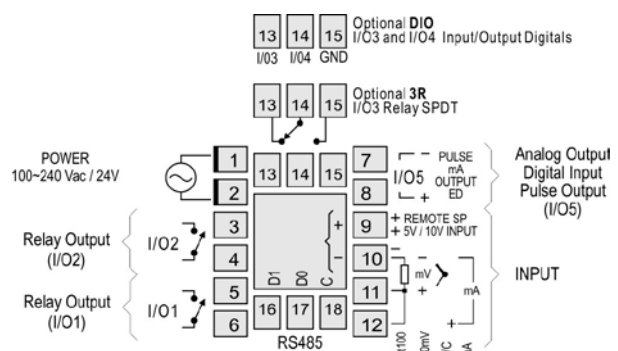 13 14 15
Optional DIO
I/O3 and I/O4 Input/Output Digitals
I/03 I/04 GND
13 14 15
Optional 3R
I/O3 Relay SPDT
POWER
100~240 Vac / 24V
1
2
3
4
5
6
13 14 15
7
8
9
10
11
12
16 17 18
D1 D0 C
+
−
RS485
Relay Output
(I/O2)
I/O2
Relay Output
(I/O1)
I/O1
I/O5
− PULSE
mA
OUTPUT
+ ED
Analog Output
Digital Input
Pulse Output
(I/O5)
+ REMOTE SP
+ 5V / 10V INPUT
−
mV
+
mA
+
INPUT